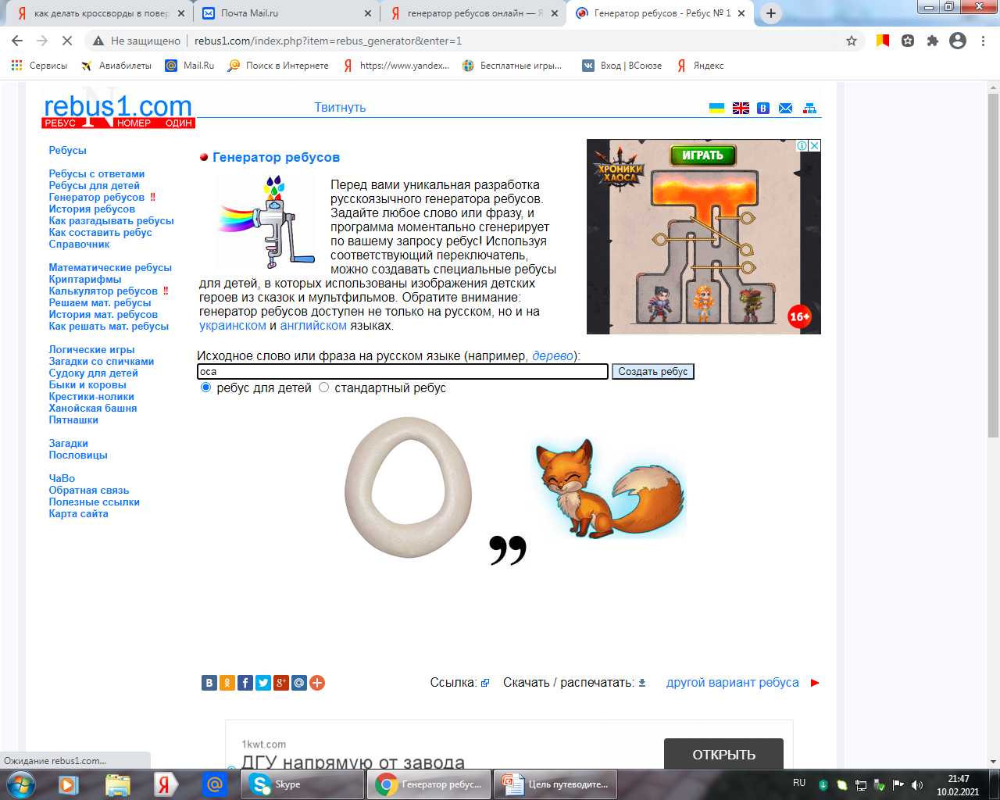 как делать кроссворды в повер
Почта Mail.ru
генератор ребусов онлайн — Я
Генератор ребусов - Ребус № 1
Не защищено
rebus1.com/index.php?item=rebus_generator&enter=1
Сервисы
Авиабилеты
Mail.Ru
Поиск в Интернете
https://www.yandex...
Бесплатные игры...
Вход | ВСоюзе
Яндекс
rebus1.com
РЕБУС N НОМЕР ОДИН
Твитнуть
Ребусы
Ребусы с ответами
Ребусы для детей
Генератор ребусов !!
История ребусов
Как разгадывать ребусы
Как составить ребус
Справочник
Математические ребусы
Криптарифмы
Калькулятор ребусов !!
Решаем мат. ребусы
История мат. ребусов
Как решать мат. ребусы
Логические игры
Загадки со спичками
Судоку для детей
Быки и коровы
Крестики-нолики
Ханойская башня
Пятнашки
Загадки
Пословицы
ЧаВо
Обратная связь
Полезные ссылки
Карта сайта
Генератор ребусов
Перед вами уникальная разработка
русскоязычного генератора ребусов.
Задайте любое слово или фразу, и
программа моментально сгенерирует
по вашему запросу ребус! Используя
соответствующий переключатель,
можно создавать специальные ребусы
для детей, в которых использованы изображения детских
героев из сказок и мультфильмов. Обратите внимание:
генератор ребусов доступен не только на русском, но и на
украинском и английском языках.
ИГРАТЬ
ХРОНИКИ
ХАОСА
16+
Исходное слово или фраза на русском языке (например, дерево):
оса
Создать ребус
ребус для детей
стандартный ребус
О
,,
Ссылка:
Скачать / распечатать:
другой вариант ребуса
1kwt.com
ДГУ напрямую от завода
ОТКРЫТЬ
Ожидание rebus1.com...
Skype
Генератор ребус...
Цель путеводите...
RU
21:47
10.02.2021